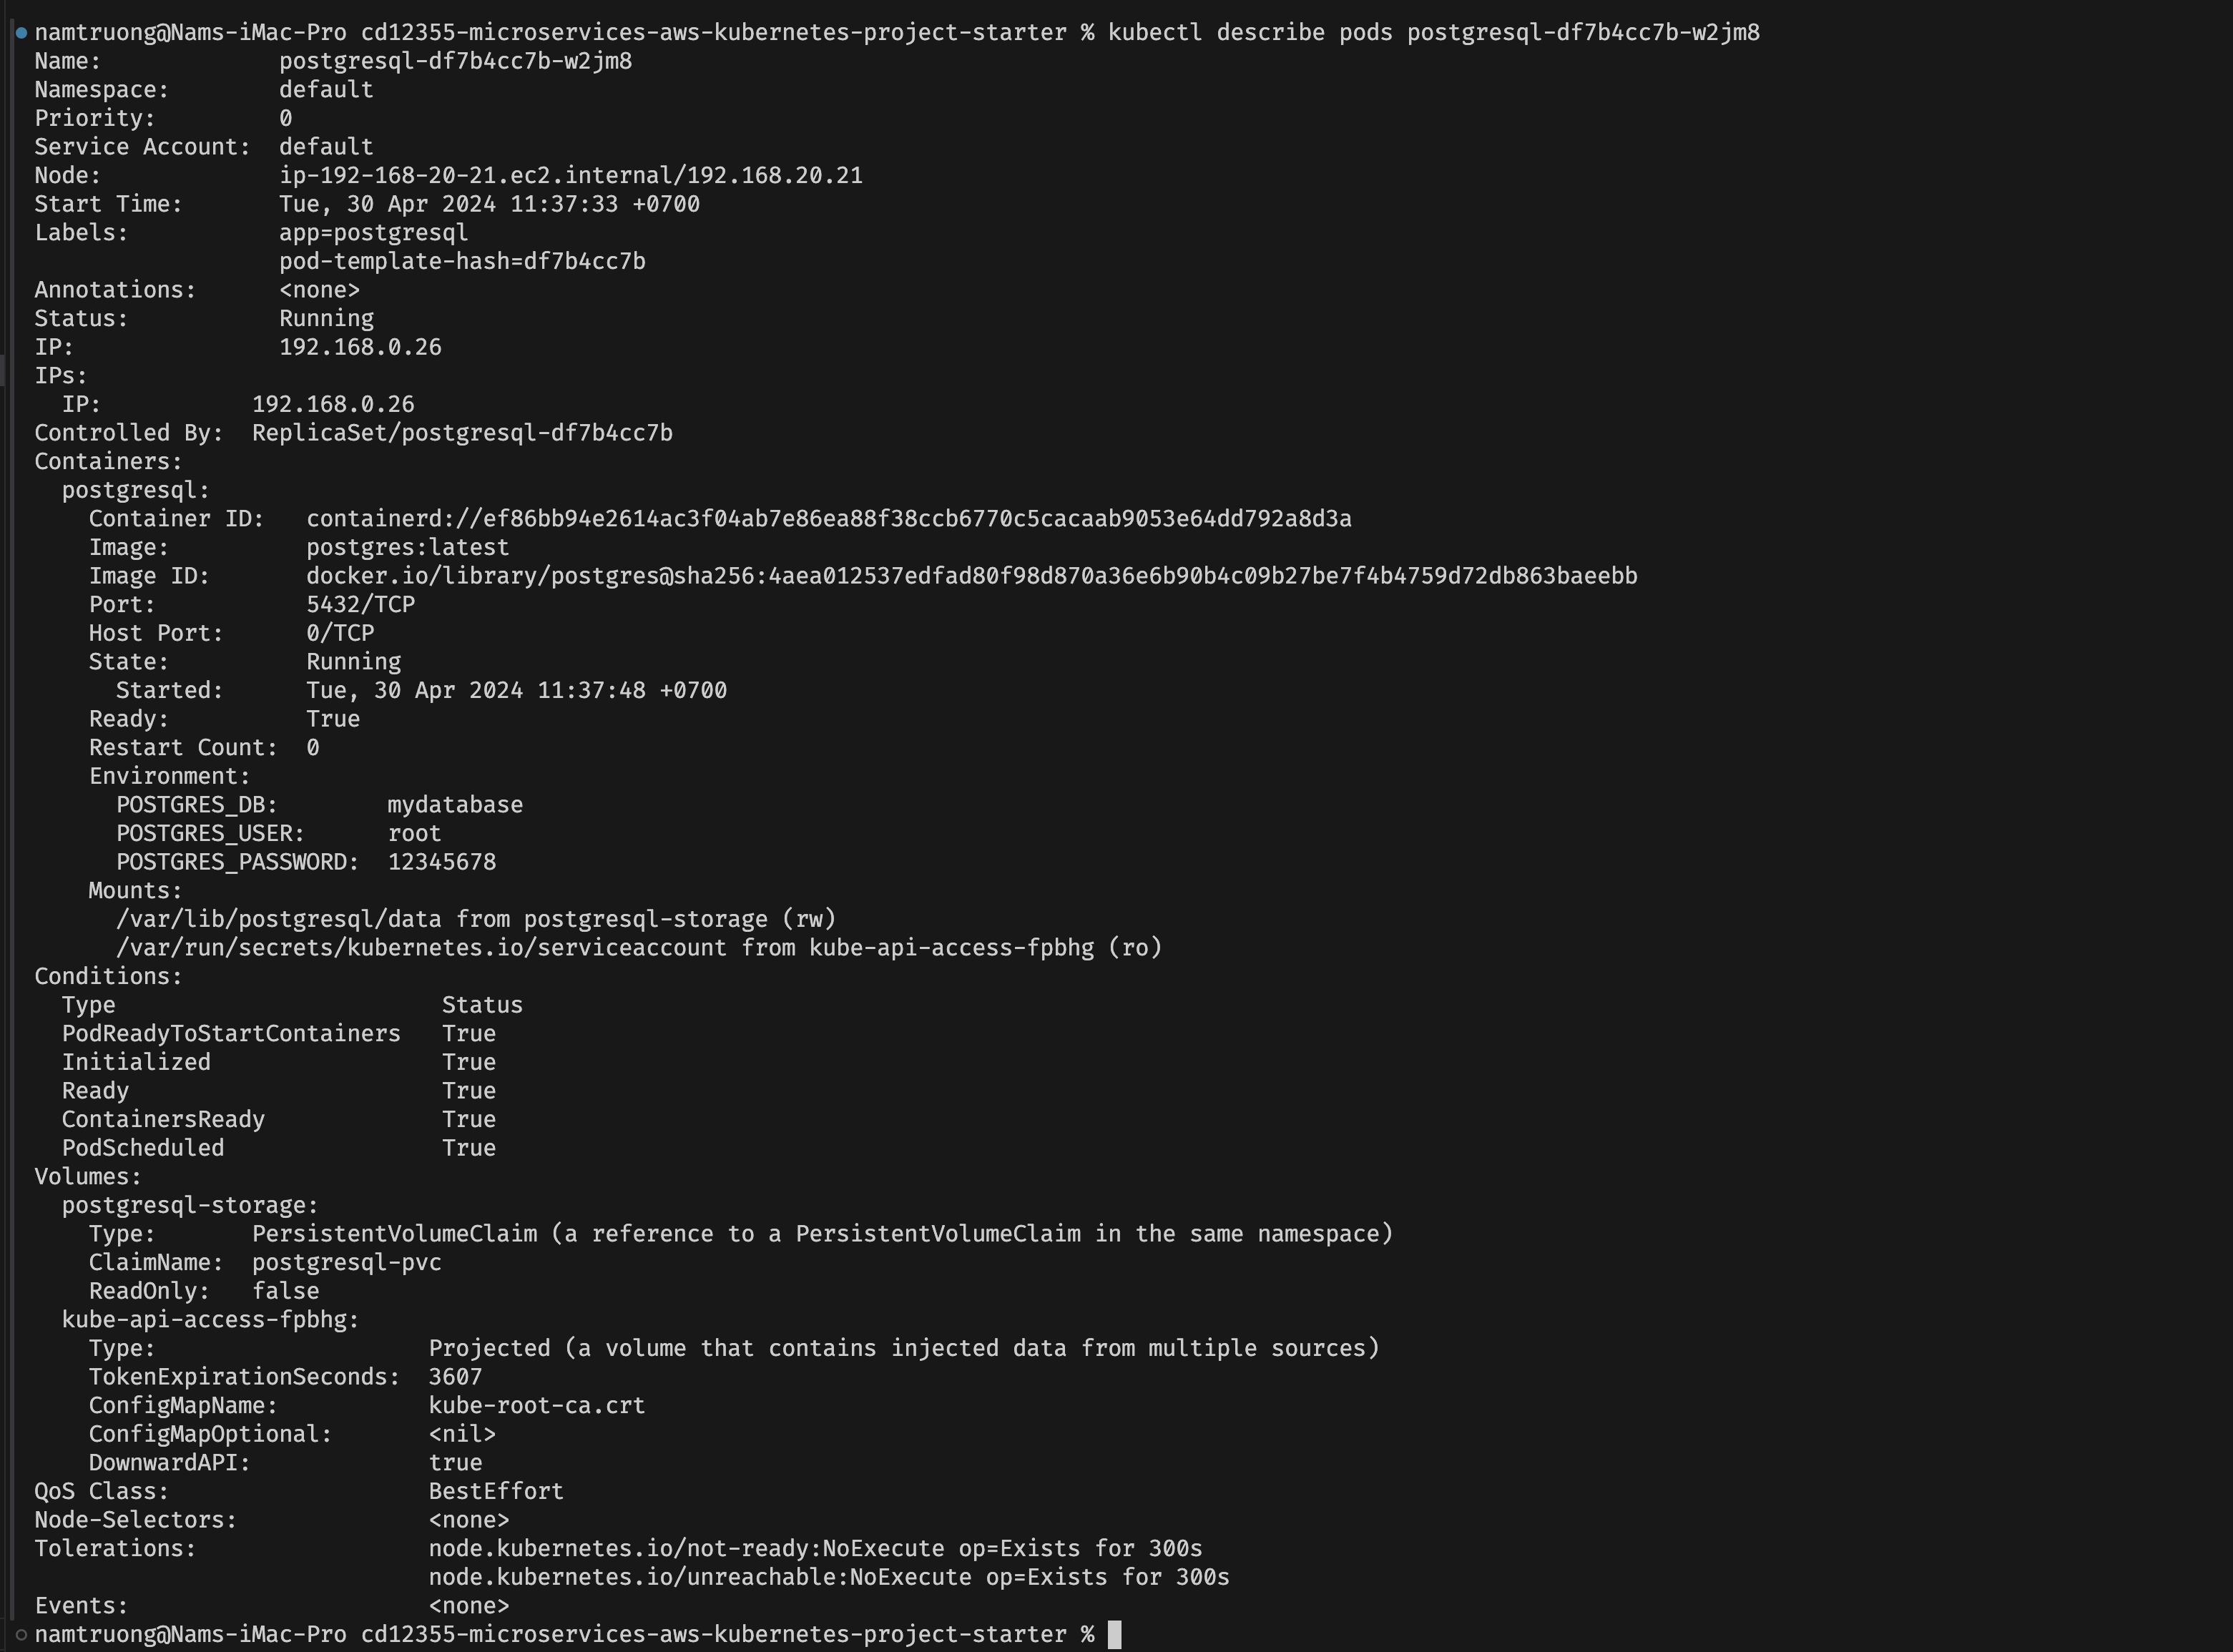 namtruong@Nams-iMac-Pro cd12355-microservices-aws-kubernetes-project-starter % kubectl describe pods postgresql-df7b4cc7b-w2jm8
Name:             postgresql-df7b4cc7b-w2jm8
Namespace:        default
Priority:         0
Service Account:  default
Node:             ip-192-168-20-21.ec2.internal/192.168.20.21
Start Time:       Tue, 30 Apr 2024 11:37:33 +0700
Labels:           app=postgresql
                  pod-template-hash=df7b4cc7b
Annotations:      <none>
Status:           Running
IP:               192.168.0.26
IPs:
  IP:           192.168.0.26
Controlled By:  ReplicaSet/postgresql-df7b4cc7b
Containers:
  postgresql:
    Container ID:   containerd://ef86bb94e2614ac3f04ab7e86ea88f38ccb6770c5cacaab9053e64dd792a8d3a
    Image:          postgres:latest
    Image ID:       docker.io/library/postgres@sha256:4aea012537edfad80f98d870a36e6b90b4c09b27be7f4b4759d72db863baeebb
    Port:           5432/TCP
    Host Port:      0/TCP
    State:          Running
      Started:      Tue, 30 Apr 2024 11:37:48 +0700
    Ready:          True
    Restart Count:  0
    Environment:
      POSTGRES_DB:        mydatabase
      POSTGRES_USER:      root
      POSTGRES_PASSWORD:  12345678
    Mounts:
      /var/lib/postgresql/data from postgresql-storage (rw)
      /var/run/secrets/kubernetes.io/serviceaccount from kube-api-access-fpbhg (ro)
Conditions:
  Type                        Status
  PodReadyToStartContainers   True
  Initialized                 True
  Ready                       True
  ContainersReady             True
  PodScheduled                True
Volumes:
  postgresql-storage:
    Type:       PersistentVolumeClaim (a reference to a PersistentVolumeClaim in the same namespace)
    ClaimName:  postgresql-pvc
    ReadOnly:   false
  kube-api-access-fpbhg:
    Type:                    Projected (a volume that contains injected data from multiple sources)
    TokenExpirationSeconds:  3607
    ConfigMapName:           kube-root-ca.crt
    ConfigMapOptional:       <nil>
    DownwardAPI:             true
QoS Class:                   BestEffort
Node-Selectors:              <none>
Tolerations:                 node.kubernetes.io/not-ready:NoExecute op=Exists for 300s
                             node.kubernetes.io/unreachable:NoExecute op=Exists for 300s
Events:                      <none>
namtruong@Nams-iMac-Pro cd12355-microservices-aws-kubernetes-project-starter %